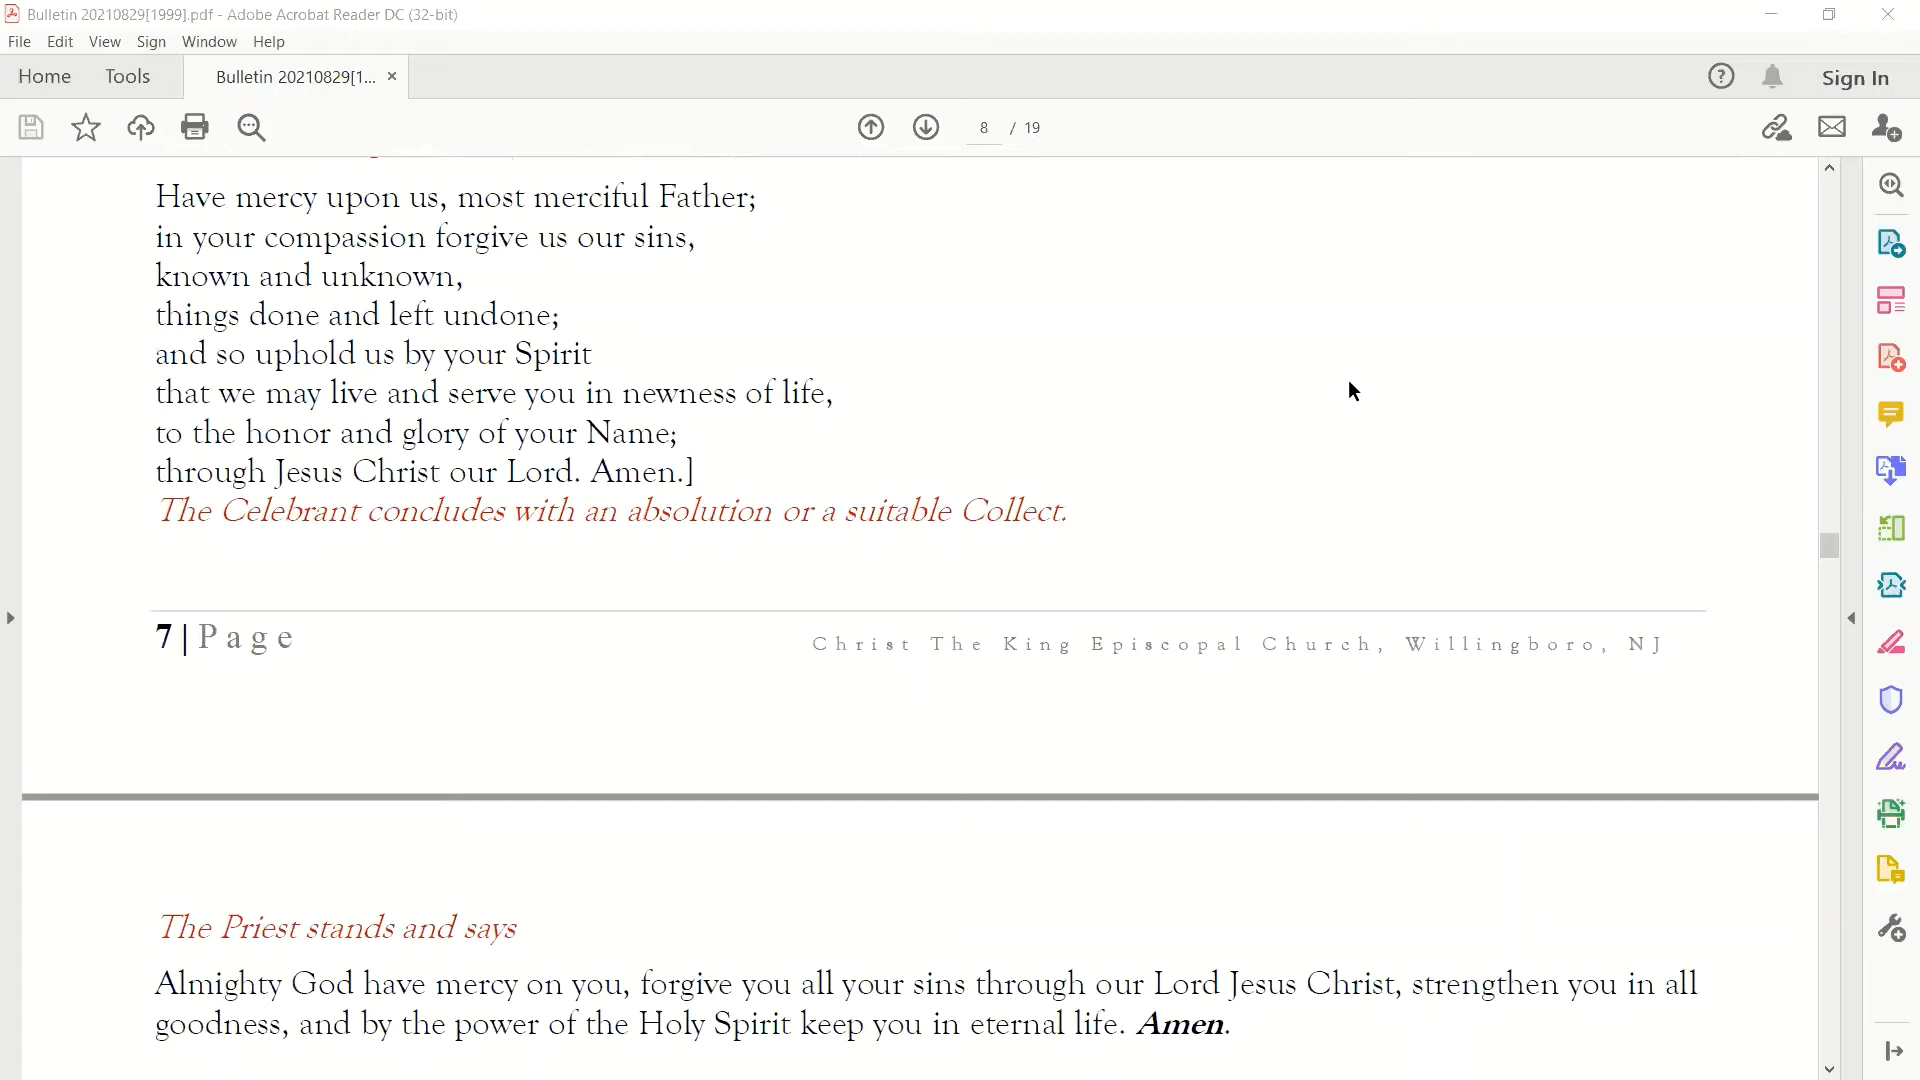 Bulletin 20210829[1999].pdf - Adobe Acrobat Reader DC (32-bit)
File Edit View Sign Window Help
Home Tools Bulletin 20210829[1... × Sign In
8 / 19
Have mercy upon us, most merciful Father;
in your compassion forgive us our sins,
known and unknown,
things done and left undone;
and so uphold us by your Spirit
that we may live and serve you in newness of life,
to the honor and glory of your Name;
through Jesus Christ our Lord. Amen.]
The Celebrant concludes with an absolution or a suitable Collect.
7 | Page Christ The King Episcopal Church, Willingboro, NJ
The Priest stands and says
Almighty God have mercy on you, forgive you all your sins through our Lord Jesus Christ, strengthen you in all
goodness, and by the power of the Holy Spirit keep you in eternal life. Amen.